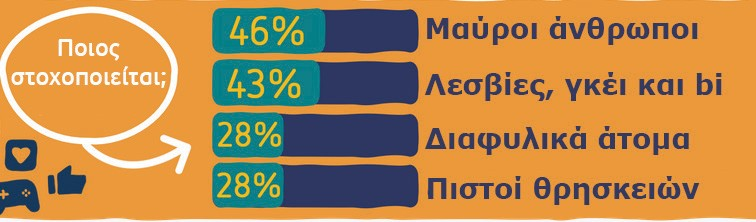 Ποιος
στοχοποιείται;
46% Μαύροι άνθρωποι
43% Λεσβίες, γκέι και bi
28% Διαφυλικά άτομα
28% Πιστοί θρησκειών